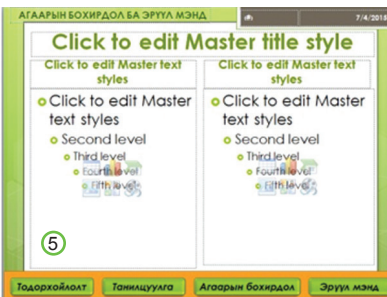 АГААРЫН БОХИРДОЛ БА ЭРҮҮЛ МЭНД
7/4/2015
Click to edit Master title style
Click to edit Master text
styles
Click to edit Master text
styles
Click to edit Master
text styles
Second level
Third level
Fourth level
Fifth level
Click to edit Master
text styles
Second level
Third level
Fourth level
Fifth level
5
Тодорхойлолт
Танилцуулга
Агаарын бохирдол
Эрүүл мэнд